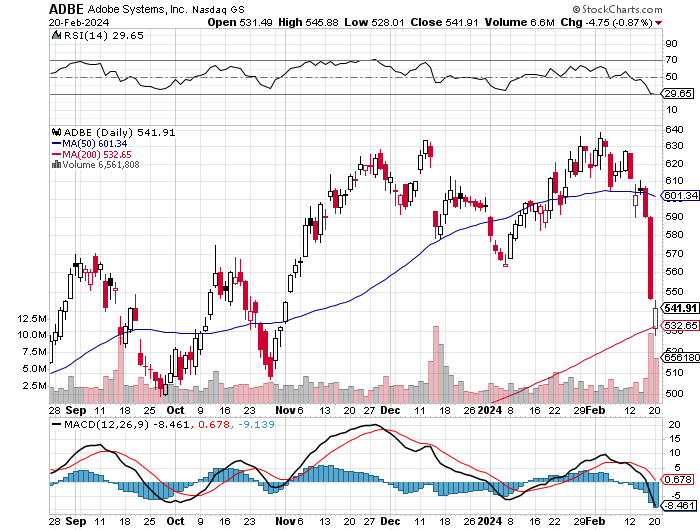 ADBE Adobe Systems, Inc. Nasdaq GS © StockCharts.com
20-Feb-2024 Open 531.49 High 545.88 Low 528.01 Close 541.91 Volume 6.6M Chg -4.75 (-0.87%)
RSI(14) 29.65
90
70
50
30
29.65
10
ADBE (Daily) 541.91
MA(50) 601.34
MA(200) 532.65
Volume 6,561,808
640
630
620
610
601.34
590
580
570
560
550
541.91
532.65
520
6561808
510
500
12.5M
10.0M
7.5M
5.0M
2.5M
28 Sep 11 18 25 Oct 9 16 23 Nov 6 13 20 27 Dec 11 18 26 2024 8 16 22 29 Feb 12 20
MACD(12,26,9) -8.461, 0.678, -9.139
20
15
10
5
0.678
-8.461
28 Sep 11 18 25 Oct 9 16 23 Nov 6 13 20 27 Dec 11 18 26 2024 8 16 22 29 Feb 12 20